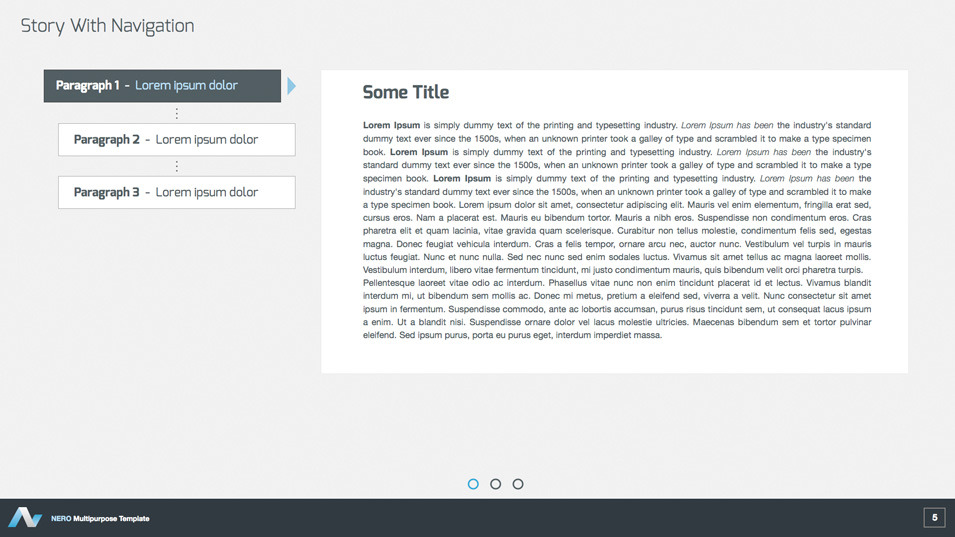 Story With Navigation
Paragraph 1 - Lorem Ipsum dolor
Paragraph 2 - Lorem ipsum dolor
Paragraph 3 - Lorem ipsum dolor
Some Title
Lorem Ipsum is simply dummy text of the printing and typesetting industry. Lorem Ipsum has been the industry's standard
dummy text ever since the 1500s, when an unknown printer took a galley of type and scrambled it to make a type specimen
book. Lorem Ipsum is simply dummy text of the printing and typesetting industry. Lorem Ipsum has been the industry's
standard dummy text ever since the 1500s, when an unknown printer took a galley of type and scrambled it to make a type
specimen book. Lorem Ipsum is simply dummy text of the printing and typesetting industry. Lorem Ipsum has been the
industry's standard dummy text ever since the 1500s, when an unknown printer took a galley of type and scrambled it to make
a type specimen book. Lorem ipsum dolor sit amet, consectetur adipiscing elit. Mauris vel enim elementum, fringilla erat sed,
cursus eros. Nam a placerat est. Mauris eu bibendum tortor. Mauris a nibh eros. Suspendisse non condimentum eros. Cras
pharetra elit et quam lacinia, vitae gravida quam scelerisque. Curabitur non tellus molestie, condimentum felis sed, egestas
magna. Donec feugiat vehicula interdum. Cras a felis tempor, ornare arcu nec, auctor nunc. Vestibulum vel turpis in mauris
luctus feugiat. Nunc et nunc nulla. Sed nec nunc sed enim sodales luctus. Vivamus sit amet tellus ac magna laoreet mollis.
Vestibulum interdum, libero vitae fermentum tincidunt, mi justo condimentum mauris, quis bibendum velit orci pharetra turpis.
Pellentesque laoreet vitae odio ac interdum. Phasellus vitae nunc non enim tincidunt placerat id et lectus. Vivamus blandit
interdum mi, ut bibendum sem mollis ac. Donec mi metus, pretium a eleifend sed, viverra a velit. Nunc consectetur sit amet
ipsum in fermentum. Suspendisse commodo, ante ac lobortis accumsan, purus risus tincidunt sem, ut consequat lacus ipsum
a enim. Ut a blandit nisi. Suspendisse ornare dolor vel lacus molestie ultricies. Maecenas bibendum sem et tortor pulvinar
eleifend. Sed ipsum purus, porta eu purus eget, interdum imperdiet massa.
NERO Multipurpose Template
5